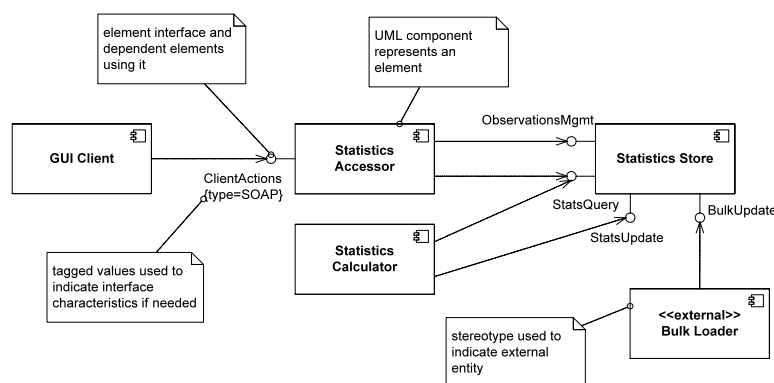 element interface and
dependent elements
using it
UML component
represents an
element
GUI Client
ClientActions
{type=SOAP}
Statistics
Accessor
ObservationsMgmt
Statistics Store
StatsQuery
StatsUpdate
BulkUpdate
Statistics
Calculator
tagged values used to
indicate interface
characteristics if needed
stereotype used to
indicate external
entity
<<external>>
Bulk Loader